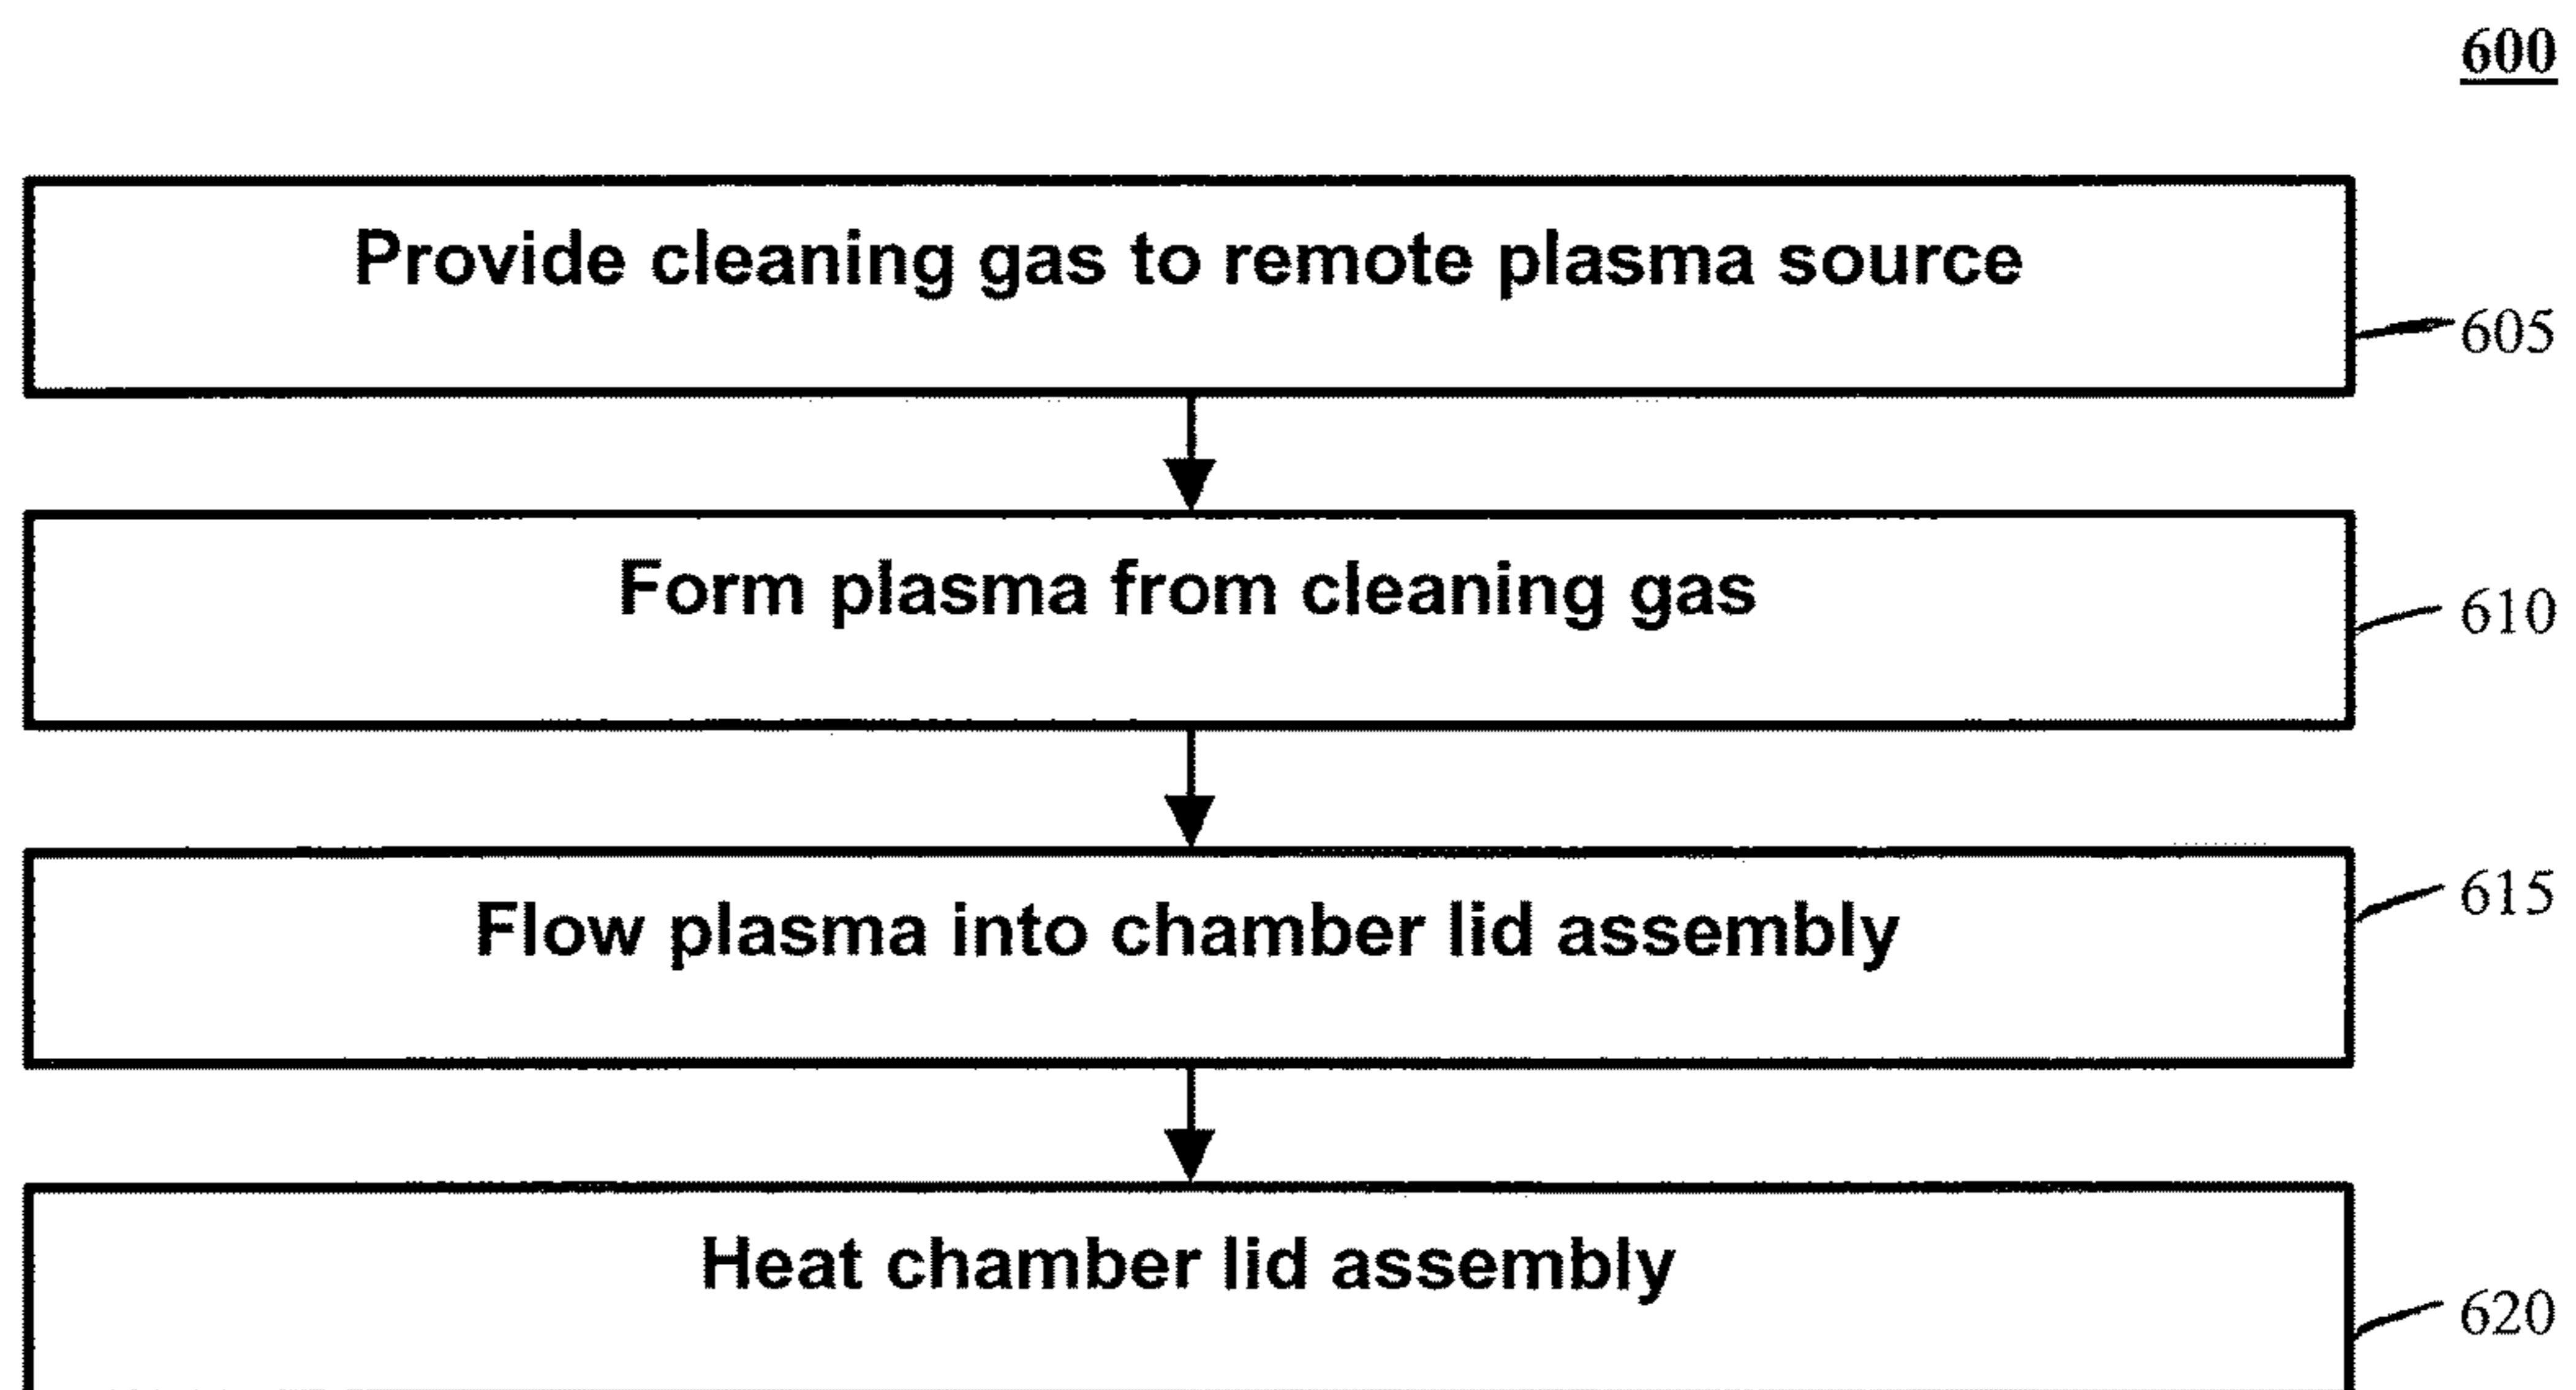 600
Provide cleaning gas to remote plasma source
605
Form plasma from cleaning gas
610
Flow plasma into chamber lid assembly
615
Heat chamber lid assembly
620